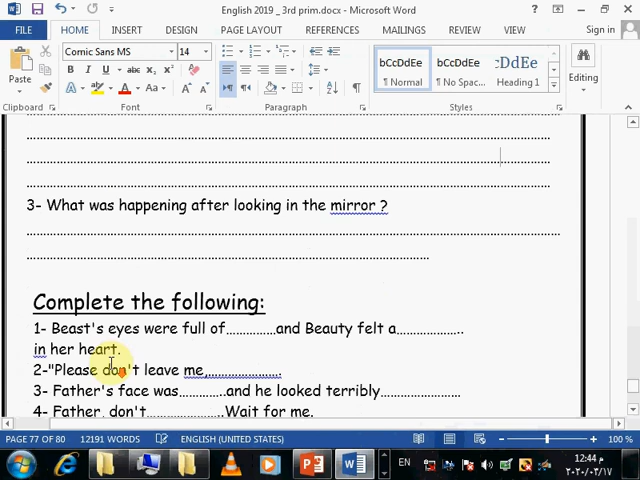 English 2019 _ 3rd prim.docx - Microsoft Word
FILE HOME INSERT DESIGN PAGE LAYOUT REFERENCES MAILINGS REVIEW VIEW Sign in
Comic Sans MS 14
Paste
bCcDDEe bCcDDEe cDdEe
¶ Normal ¶ No Spac... Heading 1
Editing
Clipboard Font Paragraph Styles
3- What was happening after looking in the mirror ?
Complete the following:
1- Beast's eyes were full of..............and Beauty felt a...................
in her heart.
2-"Please don't leave me,......................
3- Father's face was.............and he looked terribly......................
4- Father, don't.....................Wait for me.
PAGE 77 OF 80 12191 WORDS ENGLISH (UNITED STATES) 100 %
EN
12:44 م
٢٠٢٠/٠٣/١٧